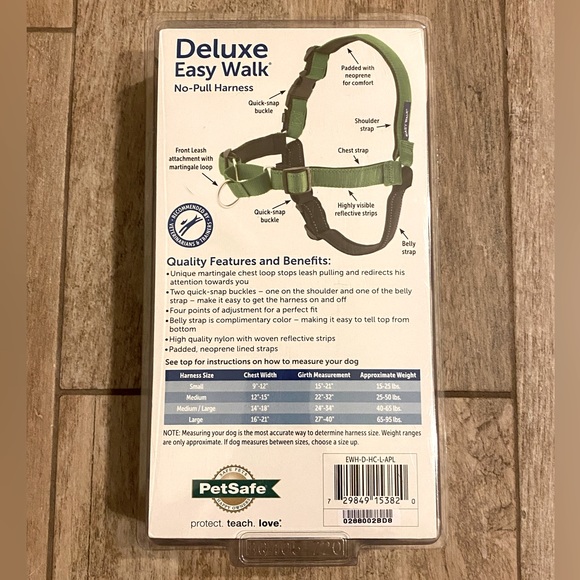 Deluxe
Easy Walk®
No-Pull Harness
Padded with
neoprene
for comfort
Quick-snap
buckle
Shoulder
strap
Front Leash
attachment with
martingale loop
Chest strap
Quick-snap
buckle
Highly visible
reflective strips
Belly
strap
RECOMMENDED BY
VETERINARIANS & TRAINERS
Quality Features and Benefits:
• Unique martingale chest loop stops leash pulling and redirects his
attention towards you
• Two quick-snap buckles – one on the shoulder and one of the belly
strap – make it easy to get the harness on and off
• Four points of adjustment for a perfect fit
• Belly strap is complimentary color – making it easy to tell top from
bottom
• High quality nylon with woven reflective strips
• Padded, neoprene lined straps
See top for instructions on how to measure your dog
Harness Size Chest Width Girth Measurement Approximate Weight
Small 9"-12" 15"-21" 15-25 lbs.
Medium 12"-15" 22"-32" 25-50 lbs.
Medium / Large 14"-18" 24"-34" 40-65 lbs.
Large 16"-21" 27"-40" 65-95 lbs.
NOTE: Measuring your dog is the most accurate way to determine harness size. Weight ranges
are only approximate. If dog measures between sizes, choose a size up.
PetSafe®
protect. teach. love.
EWH-D-HC-L-APL
7 29849 15382 0
0288002BD8